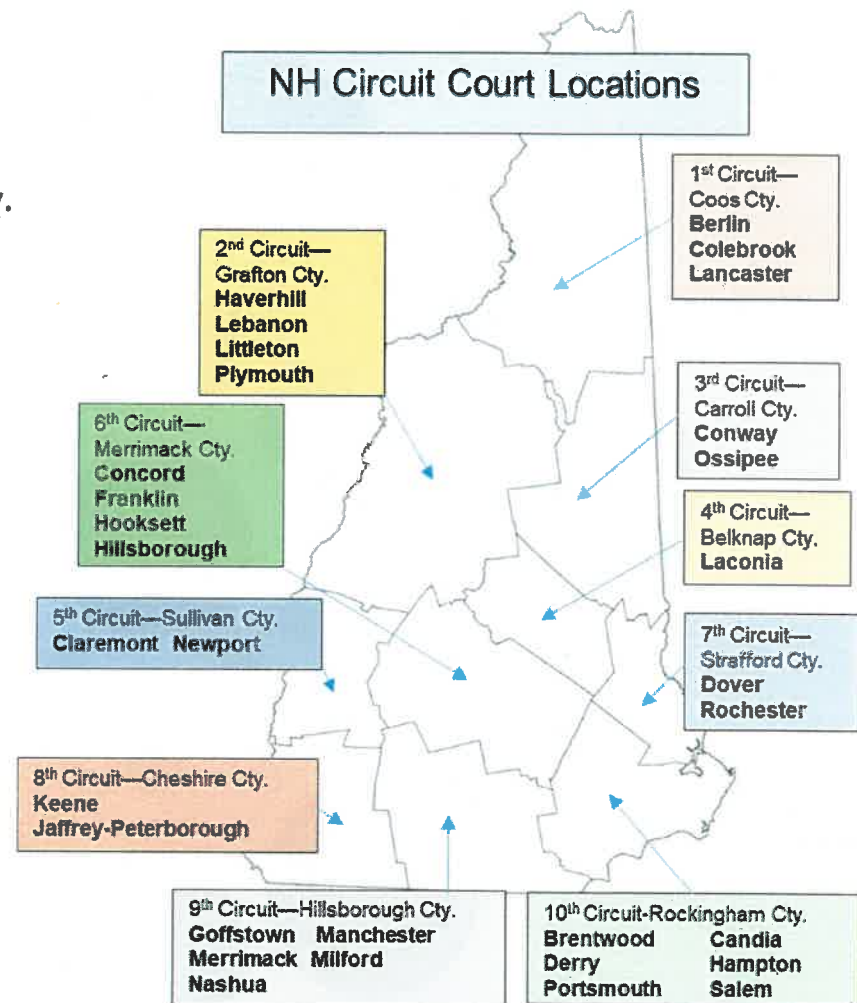 NH Circuit Court Locations
y.
1st Circuit—
Coos Cty.
Berlin
Colebrook
Lancaster
2nd Circuit—
Grafton Cty.
Haverhill
Lebanon
Littleton
Plymouth
3rd Circuit—
Carroll Cty.
Conway
Ossipee
6th Circuit—
Merrimack Cty.
Concord
Franklin
Hooksett
Hillsborough
4th Circuit—
Belknap Cty.
Laconia
5th Circuit—Sullivan Cty.
Claremont Newport
7th Circuit—
Strafford Cty.
Dover
Rochester
8th Circuit—Cheshire Cty.
Keene
Jaffrey-Peterborough
9th Circuit—Hillsborough Cty.
Goffstown Manchester
Merrimack Milford
Nashua
10th Circuit-Rockingham Cty.
Brentwood Candia
Derry Hampton
Portsmouth Salem